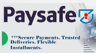 Paysafe
"""Secure Payments, Trusted
Deliveries, Flexible
Installments.